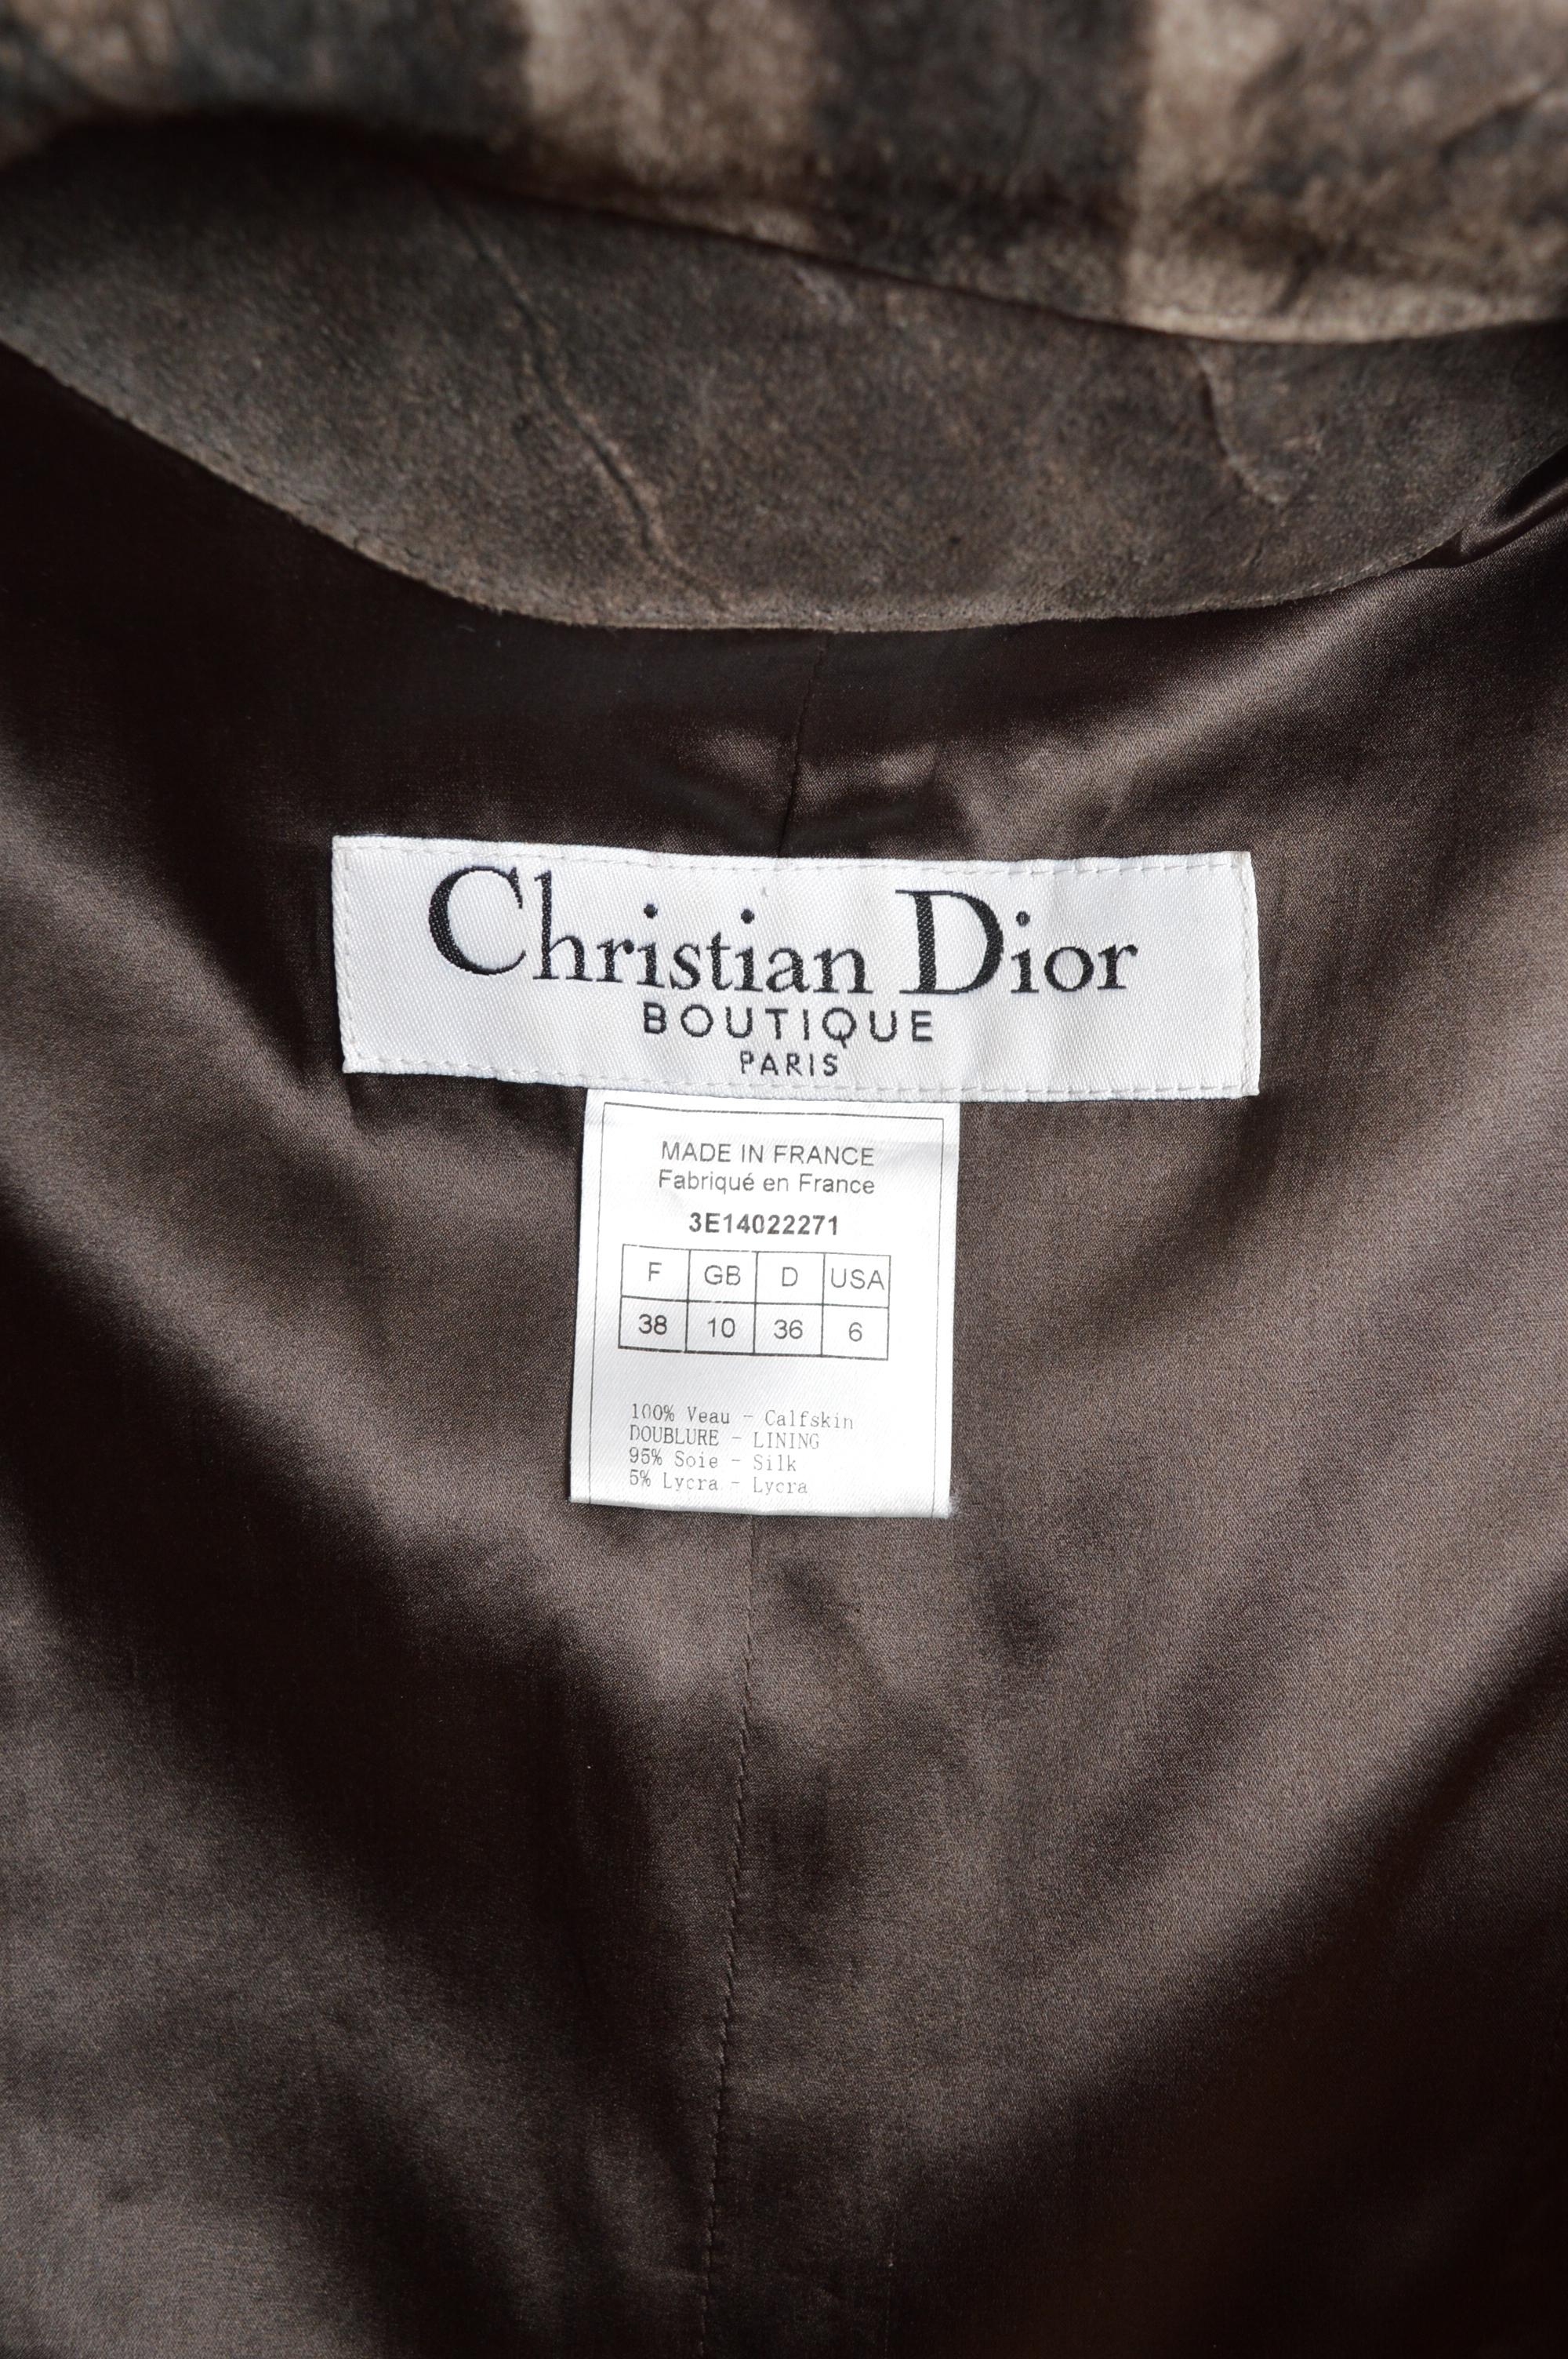 Christian Dior
BOUTIQUE
PARIS
MADE IN FRANCE
Fabriqué en France
3E14022271
F GB D USA
38 10 36 6
100% Veau - Calfskin
DOUBLURE - LINING
95% Soie - Silk
5% Lycra - Lycra